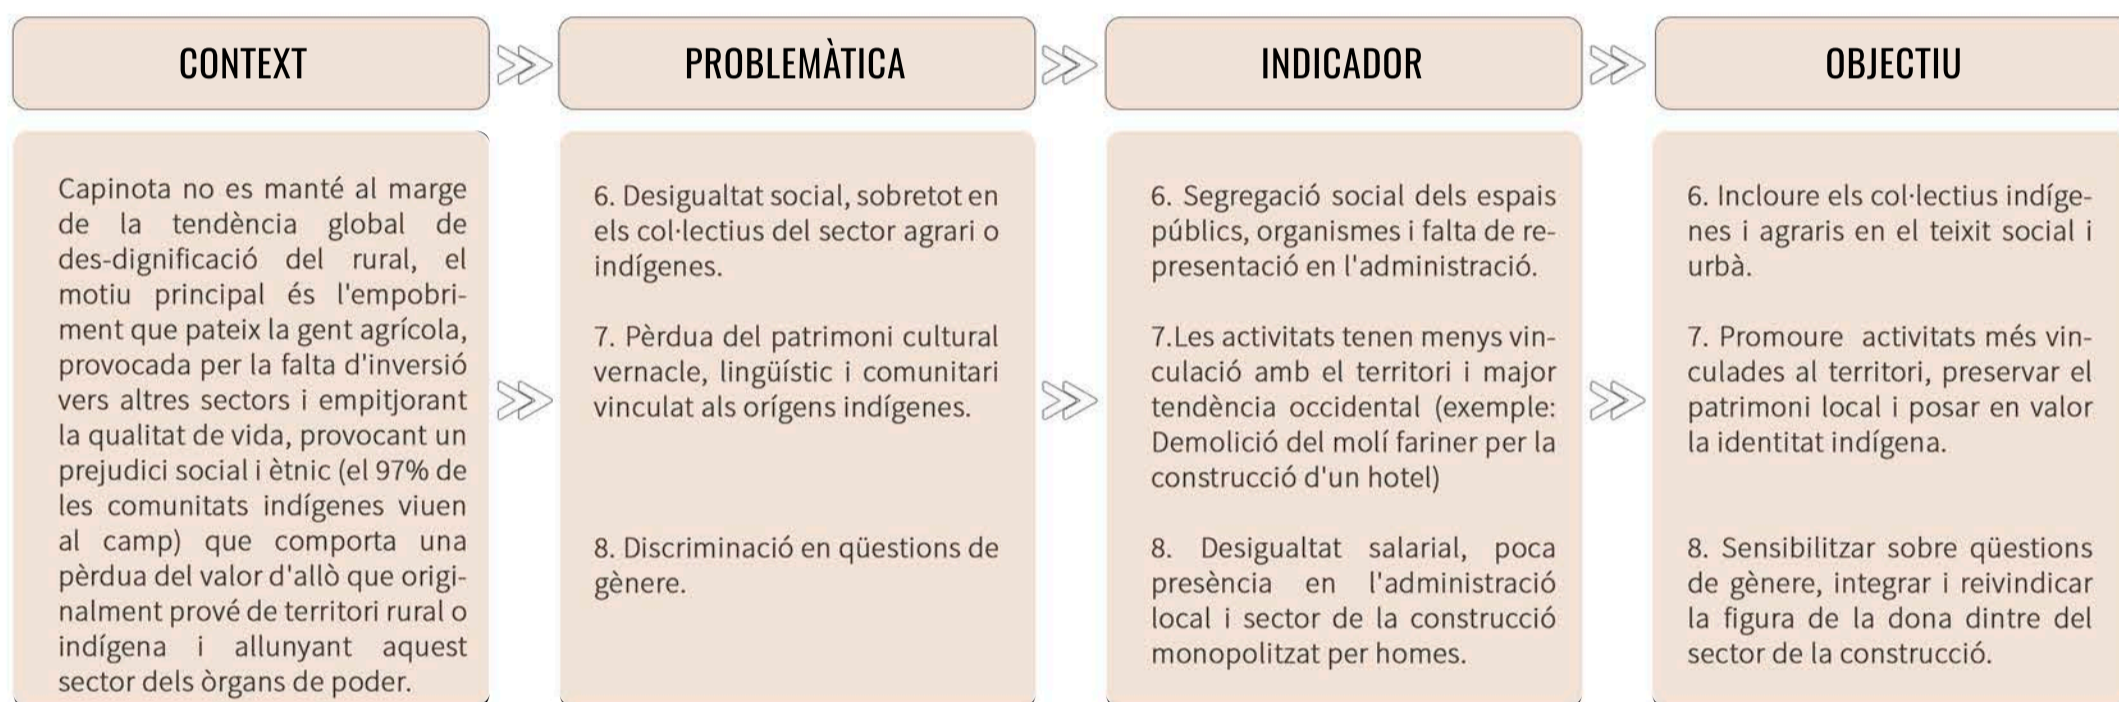 CONTEXT
PROBLEMÀTICA
INDICADOR
OBJECTIU
Capinota no es manté al marge
de la tendència global de
des-dignificació del rural, el
motiu principal és l'empobri-
ment que pateix la gent agrícola,
provocada per la falta d'inversió
vers altres sectors i empitjorant
la qualitat de vida, provocant un
prejudici social i ètnic (el 97% de
les comunitats indígenes viuen
al camp) que comporta una
pèrdua del valor d'allò que origi-
nalment prové de territori rural o
indígena i allunyant aquest
sector dels òrgans de poder.
6. Desigualtat social, sobretot en
els col·lectius del sector agrari o
indígenes.
7. Pèrdua del patrimoni cultural
vernacle, lingüístic i comunitari
vinculat als orígens indígenes.
8. Discriminació en qüestions de
gènere.
6. Segregació social dels espais
públics, organismes i falta de re-
presentació en l'administració.
7.Les activitats tenen menys vin-
culació amb el territori i major
tendència occidental (exemple:
Demolició del molí fariner per la
construcció d'un hotel)
8. Desigualtat salarial, poca
presència en l'administració
local i sector de la construcció
monopolitzat per homes.
6. Incloure els col·lectius indíge-
nes i agraris en el teixit social i
urbà.
7. Promoure activitats més vin-
culades al territori, preservar el
patrimoni local i posar en valor
la identitat indígena.
8. Sensibilitzar sobre qüestions
de gènere, integrar i reivindicar
la figura de la dona dintre del
sector de la construcció.